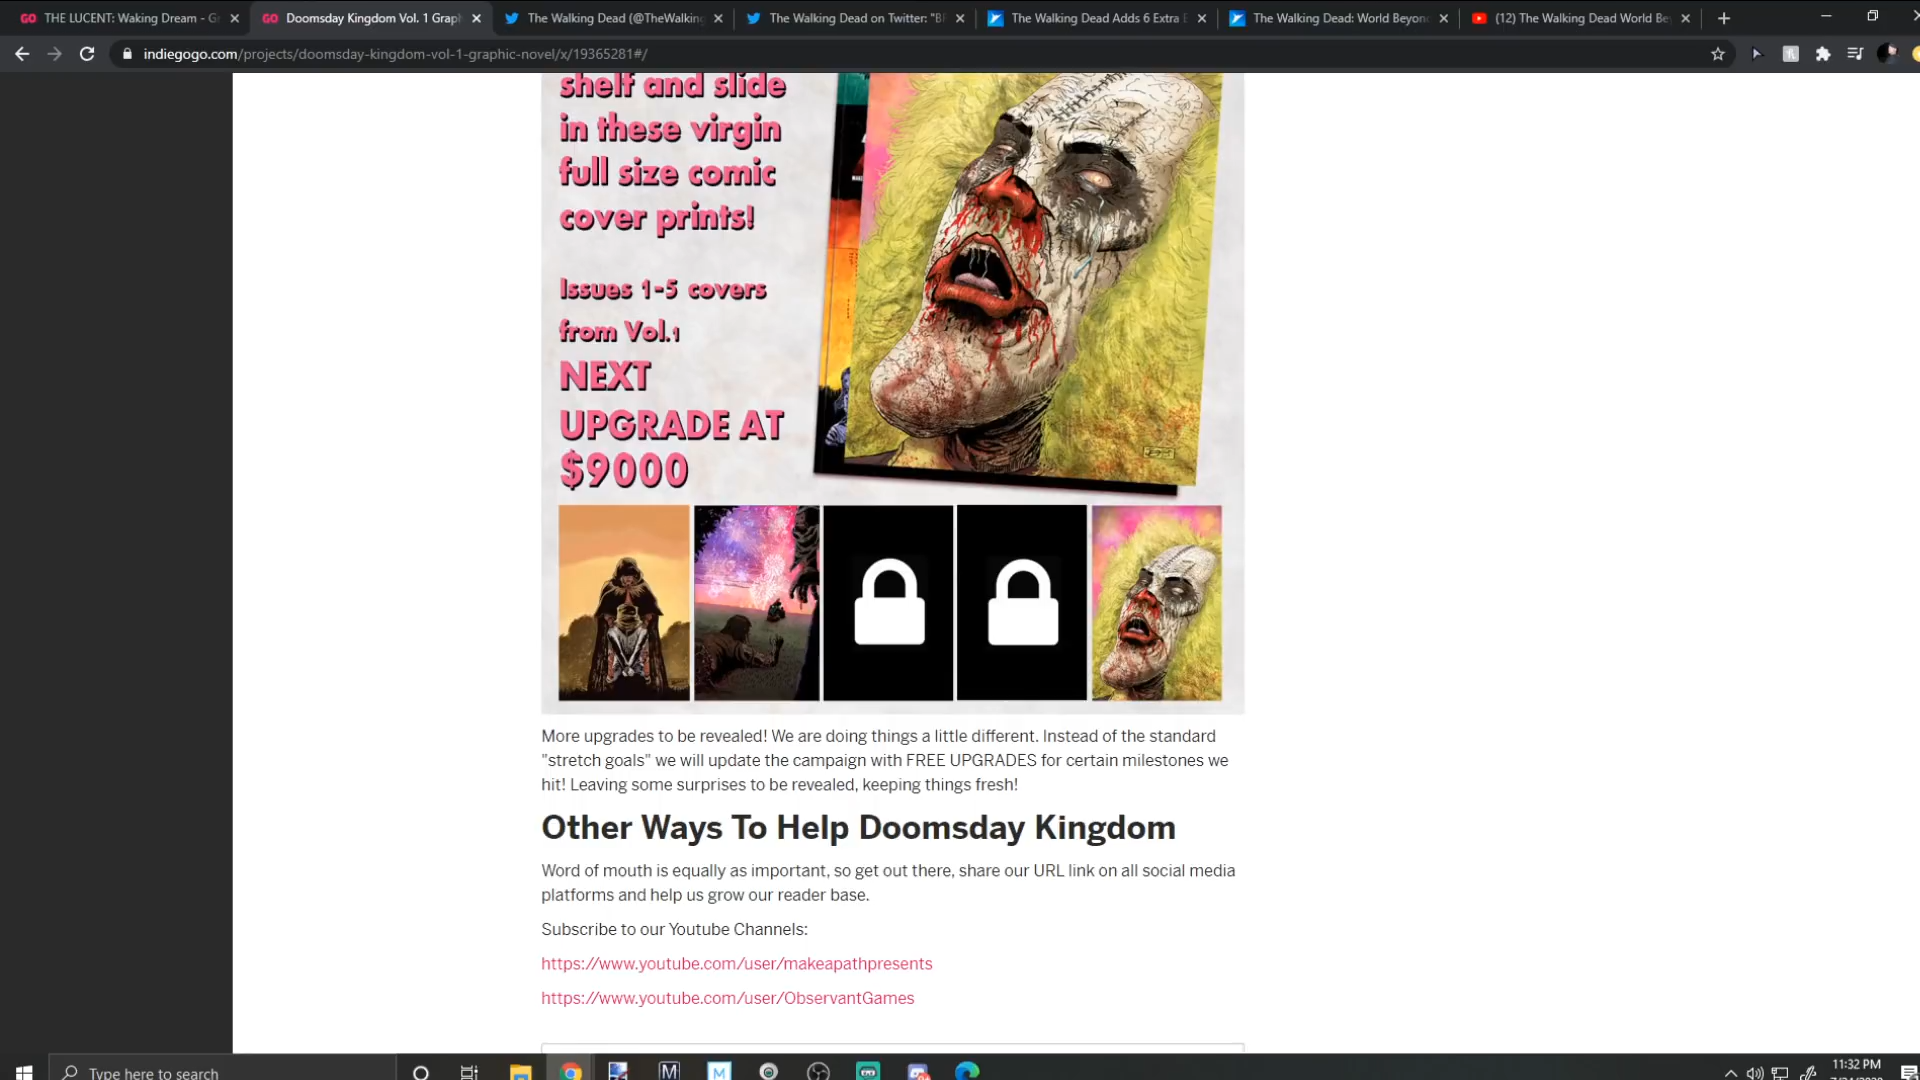 THE LUCENT: Waking Dream - Gr
Doomsday Kingdom Vol. 1 Graph
The Walking Dead (@TheWalking
The Walking Dead on Twitter: "BR
The Walking Dead Adds 6 Extra E
The Walking Dead: World Beyond
(12) The Walking Dead World Be
indiegogo.com/projects/doomsday-kingdom-vol-1-graphic-novel/x/19365281#/
shelf and slide
in these virgin
full size comic
cover prints!
Issues 1-5 covers
from Vol.1
NEXT
UPGRADE AT
$9000
More upgrades to be revealed! We are doing things a little different. Instead of the standard
"stretch goals" we will update the campaign with FREE UPGRADES for certain milestones we
hit! Leaving some surprises to be revealed, keeping things fresh!
Other Ways To Help Doomsday Kingdom
Word of mouth is equally as important, so get out there, share our URL link on all social media
platforms and help us grow our reader base.
Subscribe to our Youtube Channels:
https://www.youtube.com/user/makeapathpresents
https://www.youtube.com/user/ObservantGames
Type here to search
11:32 PM